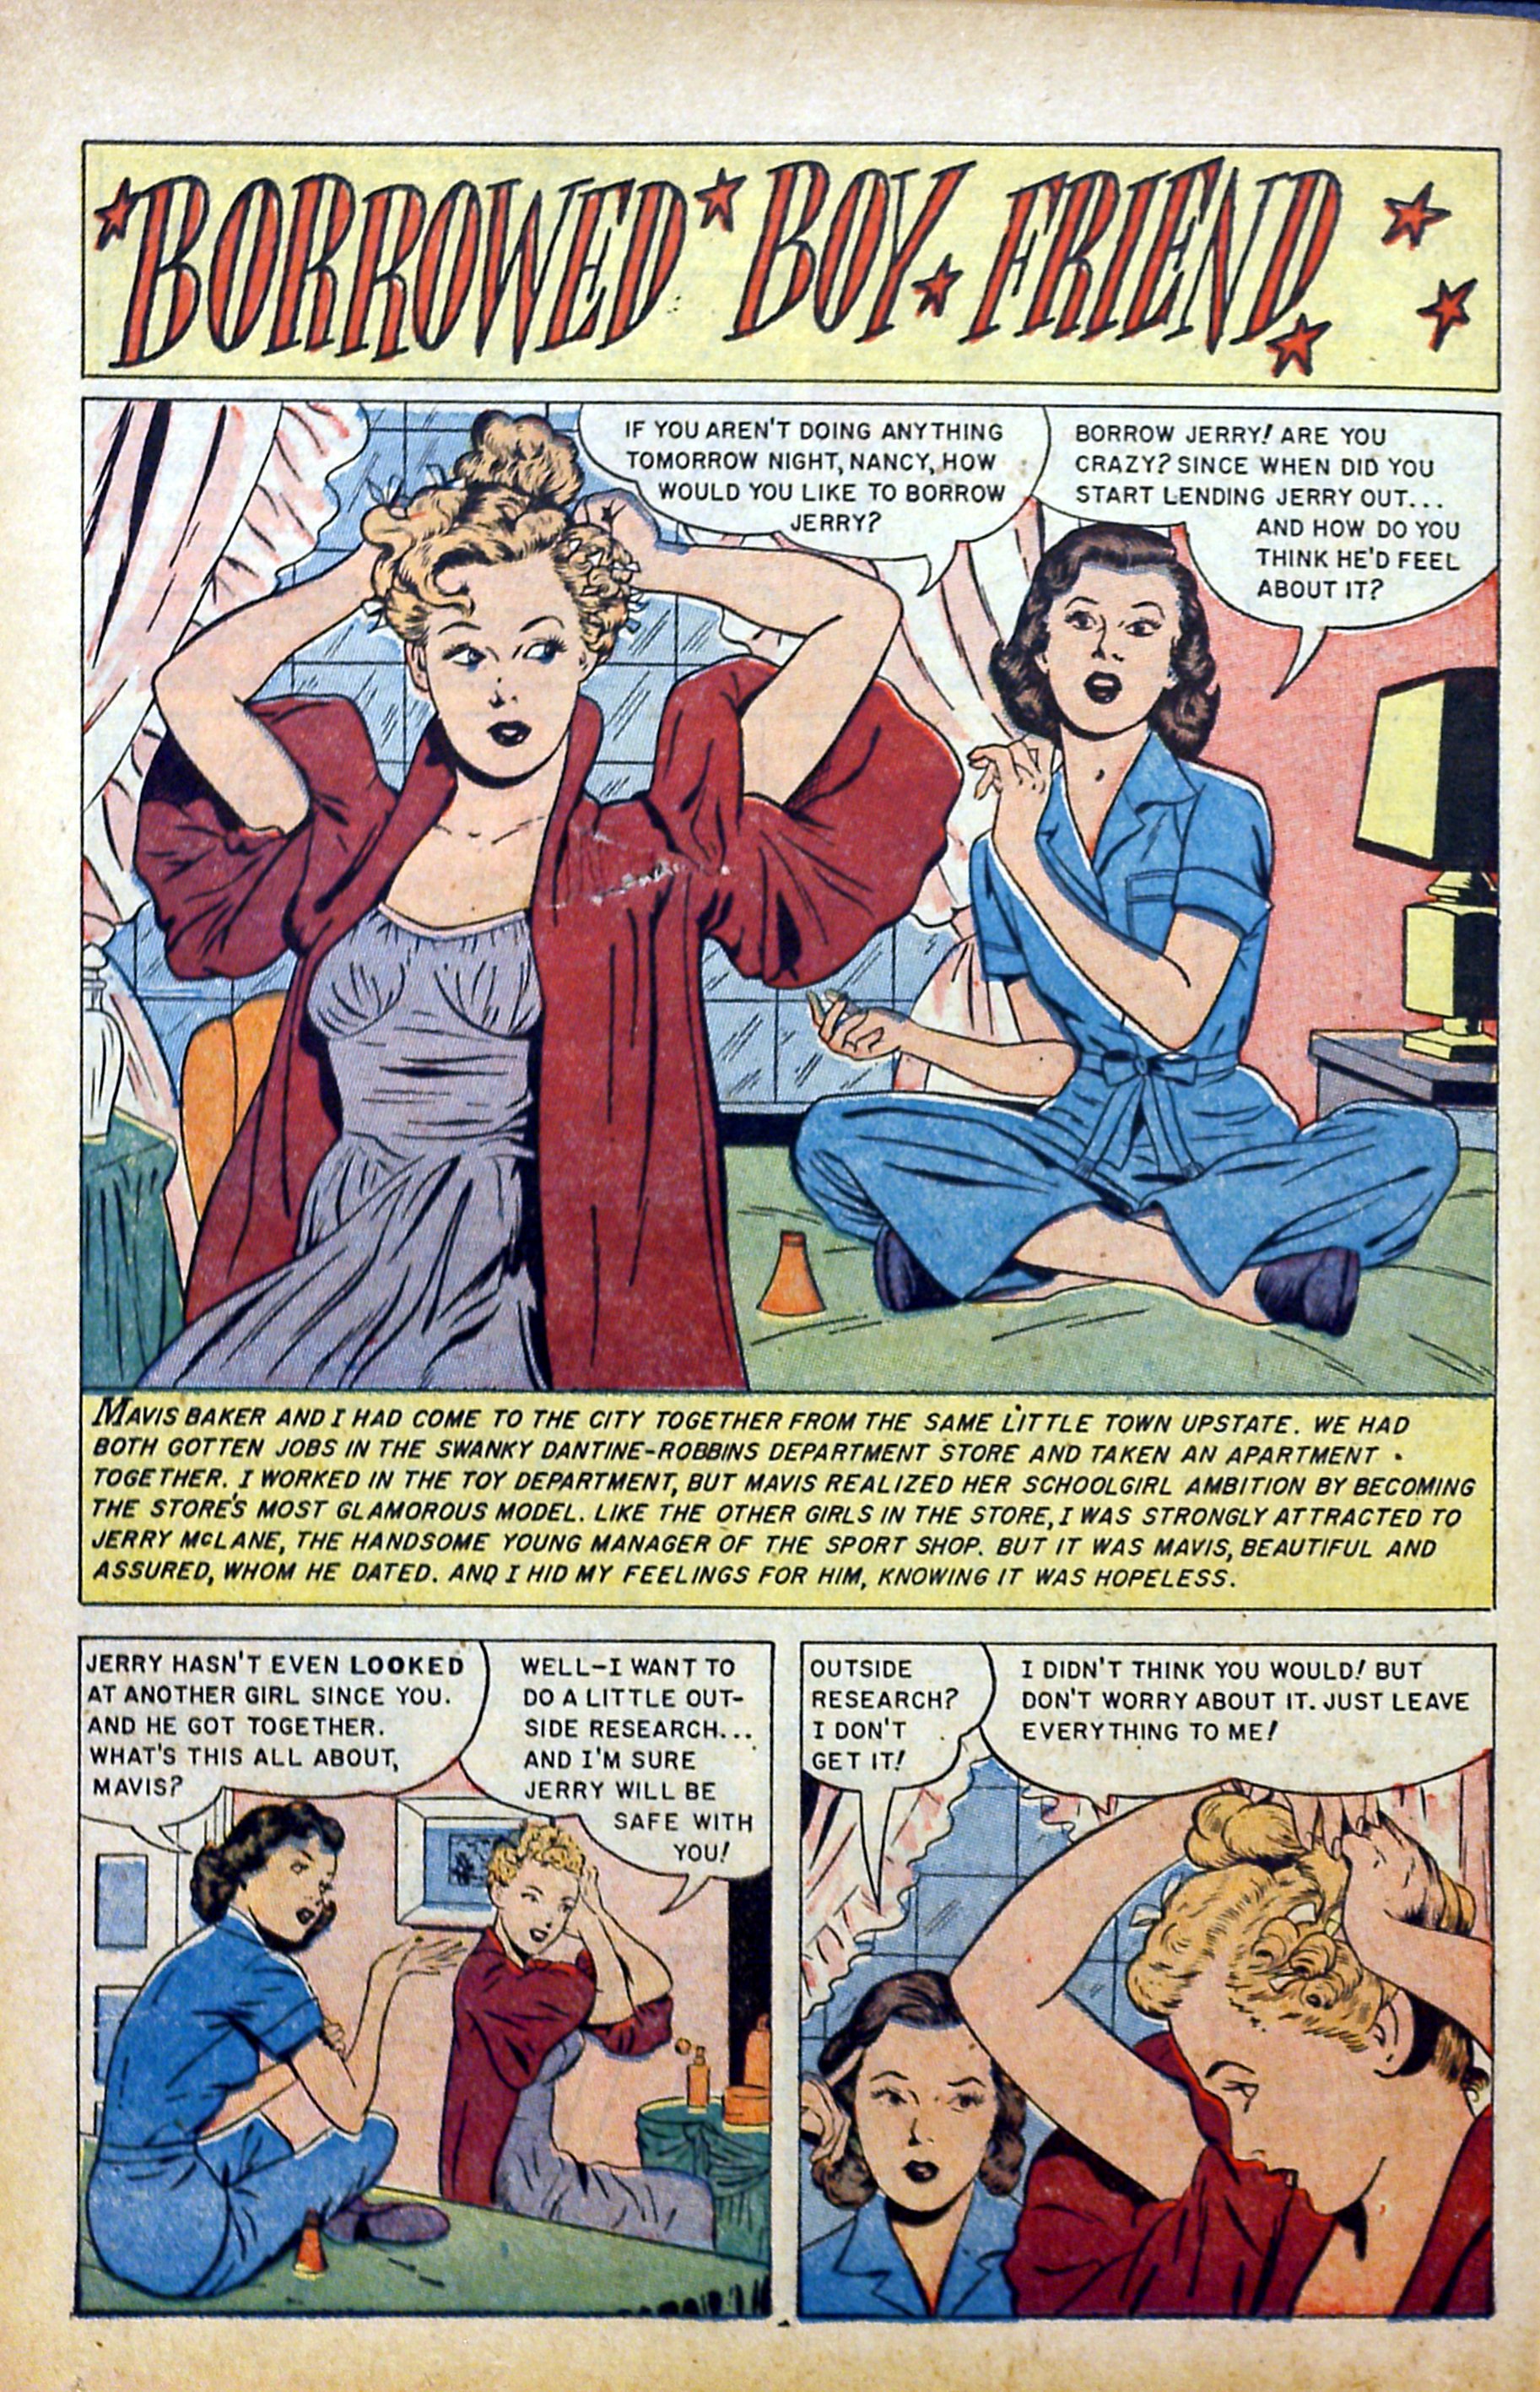 BORROWED BOY FRIEND
IF YOU AREN'T DOING ANYTHING
TOMORROW NIGHT, NANCY, HOW
WOULD YOU LIKE TO BORROW
JERRY?
BORROW JERRY! ARE YOU
CRAZY? SINCE WHEN DID YOU
START LENDING JERRY OUT...
AND HOW DO YOU
THINK HE'D FEEL
ABOUT IT?
MAVIS BAKER AND I HAD COME TO THE CITY TOGETHER FROM THE SAME LITTLE TOWN UPSTATE. WE HAD
BOTH GOTTEN JOBS IN THE SWANKY DANTINE-ROBBINS DEPARTMENT STORE AND TAKEN AN APARTMENT
TOGETHER. I WORKED IN THE TOY DEPARTMENT, BUT MAVIS REALIZED HER SCHOOLGIRL AMBITION BY BECOMING
THE STORE'S MOST GLAMOROUS MODEL. LIKE THE OTHER GIRLS IN THE STORE, I WAS STRONGLY ATTRACTED TO
JERRY McLANE, THE HANDSOME YOUNG MANAGER OF THE SPORT SHOP. BUT IT WAS MAVIS, BEAUTIFUL AND
ASSURED, WHOM HE DATED. AND I HID MY FEELINGS FOR HIM, KNOWING IT WAS HOPELESS.
JERRY HASN'T EVEN LOOKED
AT ANOTHER GIRL SINCE YOU.
AND HE GOT TOGETHER.
WHAT'S THIS ALL ABOUT,
MAVIS?
WELL-I WANT TO
DO A LITTLE OUT-
SIDE RESEARCH...
AND I'M SURE
JERRY WILL BE
SAFE WITH
YOU!
OUTSIDE
RESEARCH?
I DON'T
GET IT!
I DIDN'T THINK YOU WOULD! BUT
DON'T WORRY ABOUT IT. JUST LEAVE
EVERYTHING TO ME!